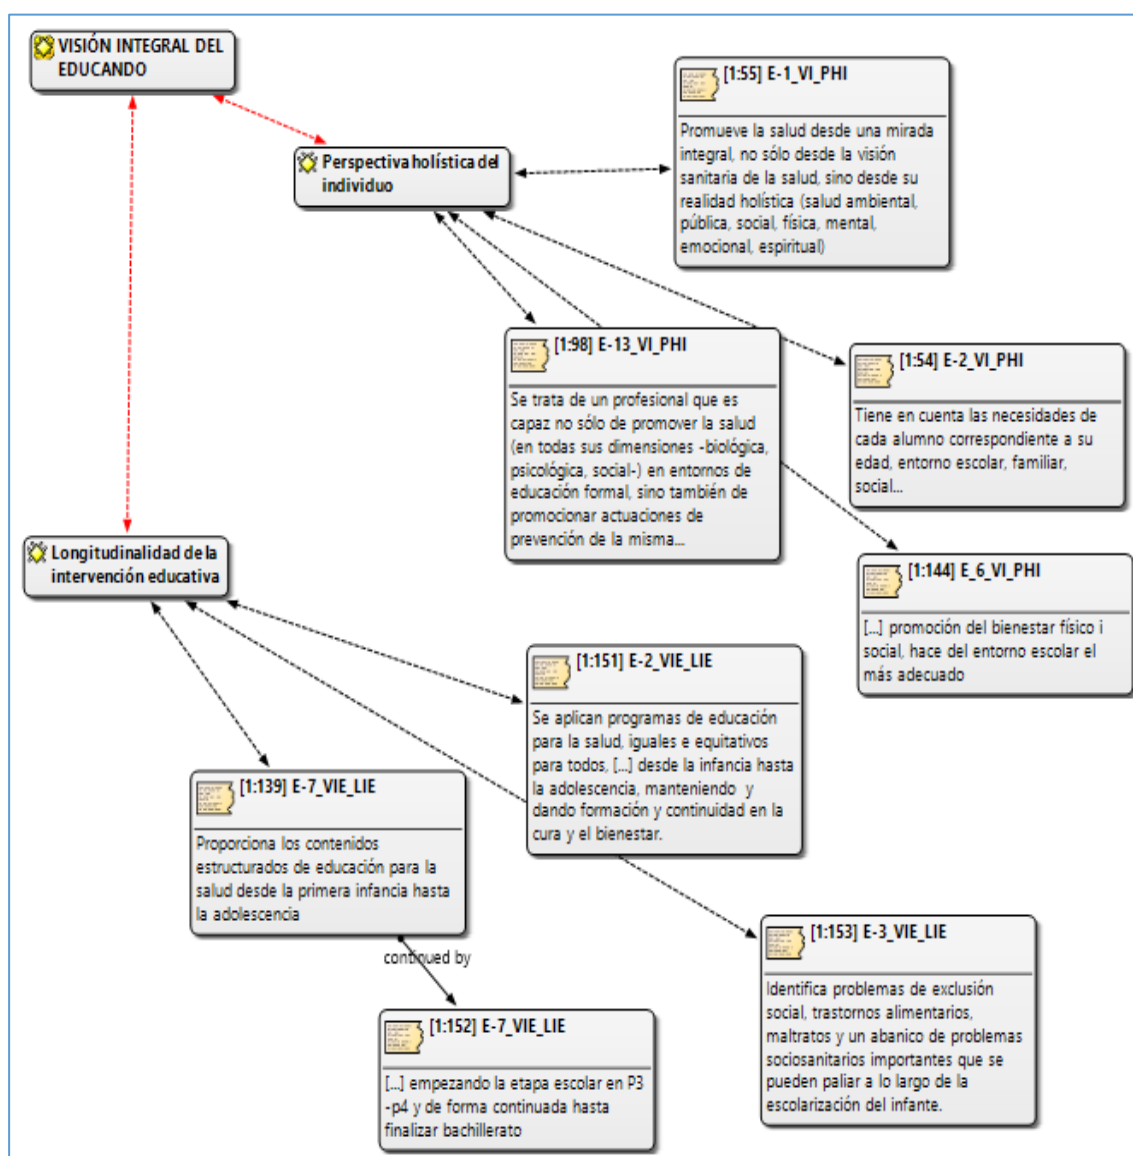 VISIÓN INTEGRAL DEL
EDUCANDO
Perspectiva holística del
individuo
[1:55] E-1_VI_PHI
Promueve la salud desde una mirada
integral, no sólo desde la visión
sanitaria de la salud, sino desde su
realidad holística (salud ambiental,
pública, social, física, mental,
emocional, espiritual)
[1:98] E-13_VI_PHI
Se trata de un profesional que es
capaz no sólo de promover la salud
(en todas sus dimensiones -biológica,
psicológica, social-) en entornos de
educación formal, sino también de
promocionar actuaciones de
prevención de la misma...
[1:54] E-2_VI_PHI
Tiene en cuenta las necesidades de
cada alumno correspondiente a su
edad, entorno escolar, familiar,
social...
[1:144] E_6_VI_PHI
[...] promoción del bienestar físico i
social, hace del entorno escolar el
más adecuado
Longitudinalidad de la
intervención educativa
[1:151] E-2_VIE_LIE
Se aplican programas de educación
para la salud, iguales e equitativos
para todos, [...] desde la infancia hasta
la adolescencia, manteniendo y
dando formación y continuidad en la
cura y el bienestar.
[1:139] E-7_VIE_LIE
Proporciona los contenidos
estructurados de educación para la
salud desde la primera infancia hasta
la adolescencia
continued by
[1:153] E-3_VIE_LIE
Identifica problemas de exclusión
social, trastornos alimentarios,
maltratos y un abanico de problemas
sociosanitarios importantes que se
pueden paliar a lo largo de la
escolarización del infante.
[1:152] E-7_VIE_LIE
[...] empezando la etapa escolar en P3
-p4 y de forma continuada hasta
finalizar bachillerato